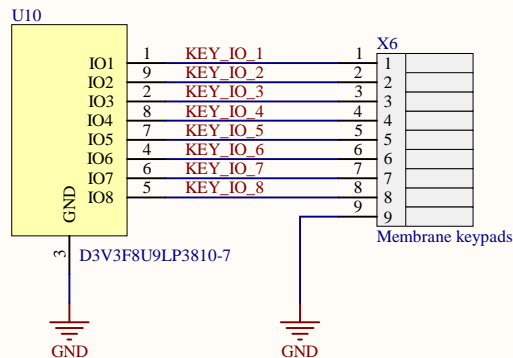 U10
X6
IO1 1 KEY_IO_1 1 1
IO2 9 KEY_IO_2 2 2
IO3 2 KEY_IO_3 3 3
IO4 8 KEY_IO_4 4 4
IO5 7 KEY_IO_5 5 5
IO6 4 KEY_IO_6 6 6
IO7 6 KEY_IO_7 7 7
IO8 5 KEY_IO_8 8 8
9 9
GND
3
D3V3F8U9LP3810-7
Membrane keypads
GND
GND